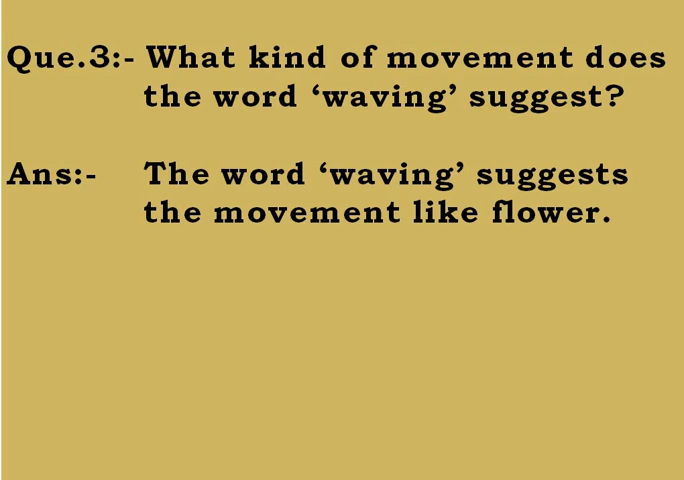 Que.3:- What kind of movement does
the word ‘waving’ suggest?
Ans:- The word ‘waving’ suggests
the movement like flower.